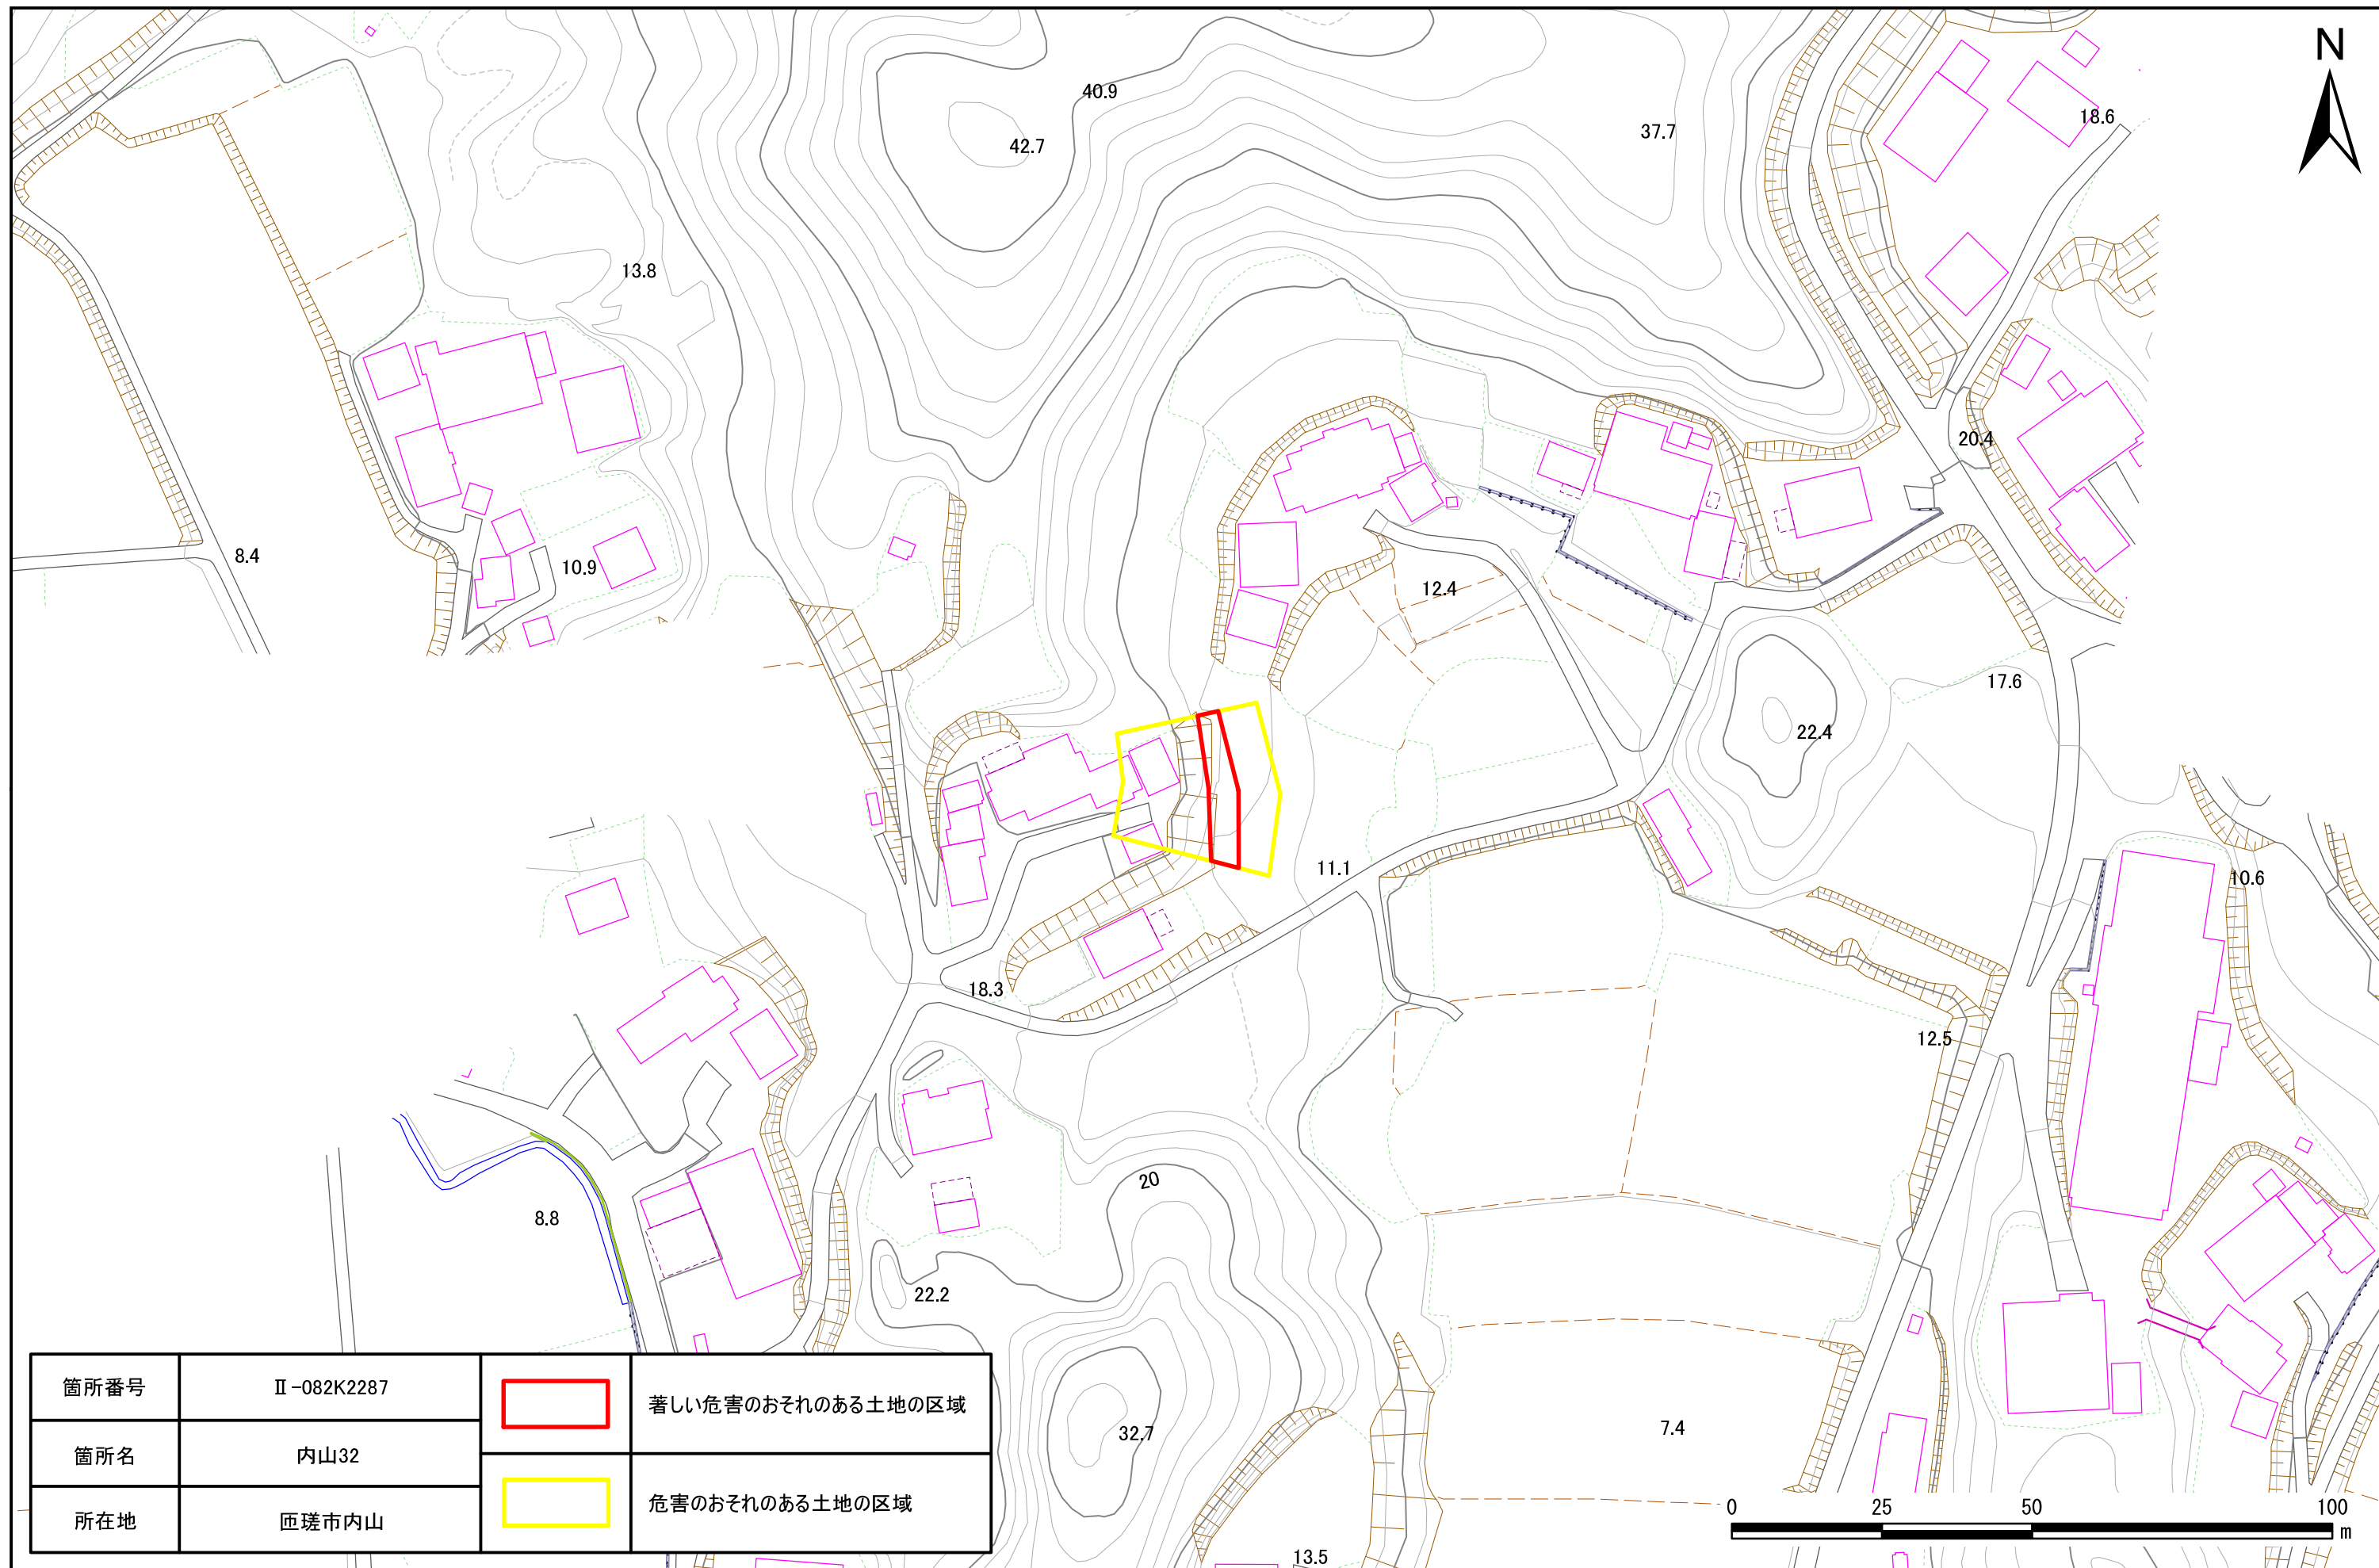 N
40.9
42.7
37.7
18.6
13.8
20.4
8.4
10.9
12.4
17.6
22.4
11.1
10.6
18.3
12.5
20
8.8
22.2
32.7
7.4
13.5
箇所番号 Ⅱ-082K2287
箇所名 内山32
所在地 匝瑳市内山
著しい危害のおそれのある土地の区域
危害のおそれのある土地の区域
0 25 50 100
m